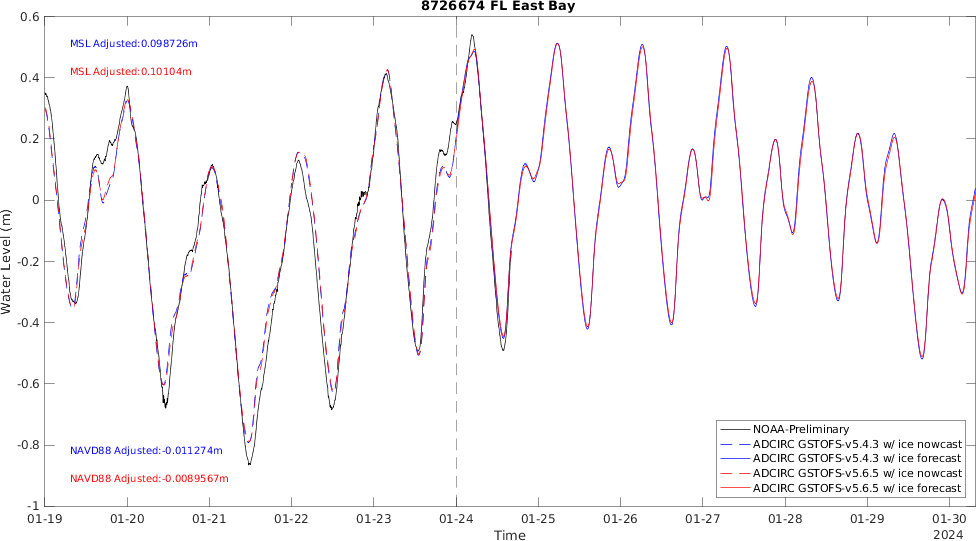 8726674 FL East Bay
MSL Adjusted:0.098726m
MSL Adjusted:0.10104m
NAVD88 Adjusted:-0.011274m
NAVD88 Adjusted:-0.0089567m
Water Level (m)
0.6
0.4
0.2
0
-0.2
-0.4
-0.6
-0.8
-1
NOAA-Preliminary
ADCIRC GSTOFS-v5.4.3 w/ ice nowcast
ADCIRC GSTOFS-v5.4.3 w/ ice forecast
ADCIRC GSTOFS-v5.6.5 w/ ice nowcast
ADCIRC GSTOFS-v5.6.5 w/ ice forecast
01-19 01-20 01-21 01-22 01-23 01-24 01-25 01-26 01-27 01-28 01-29 01-30
Time
2024